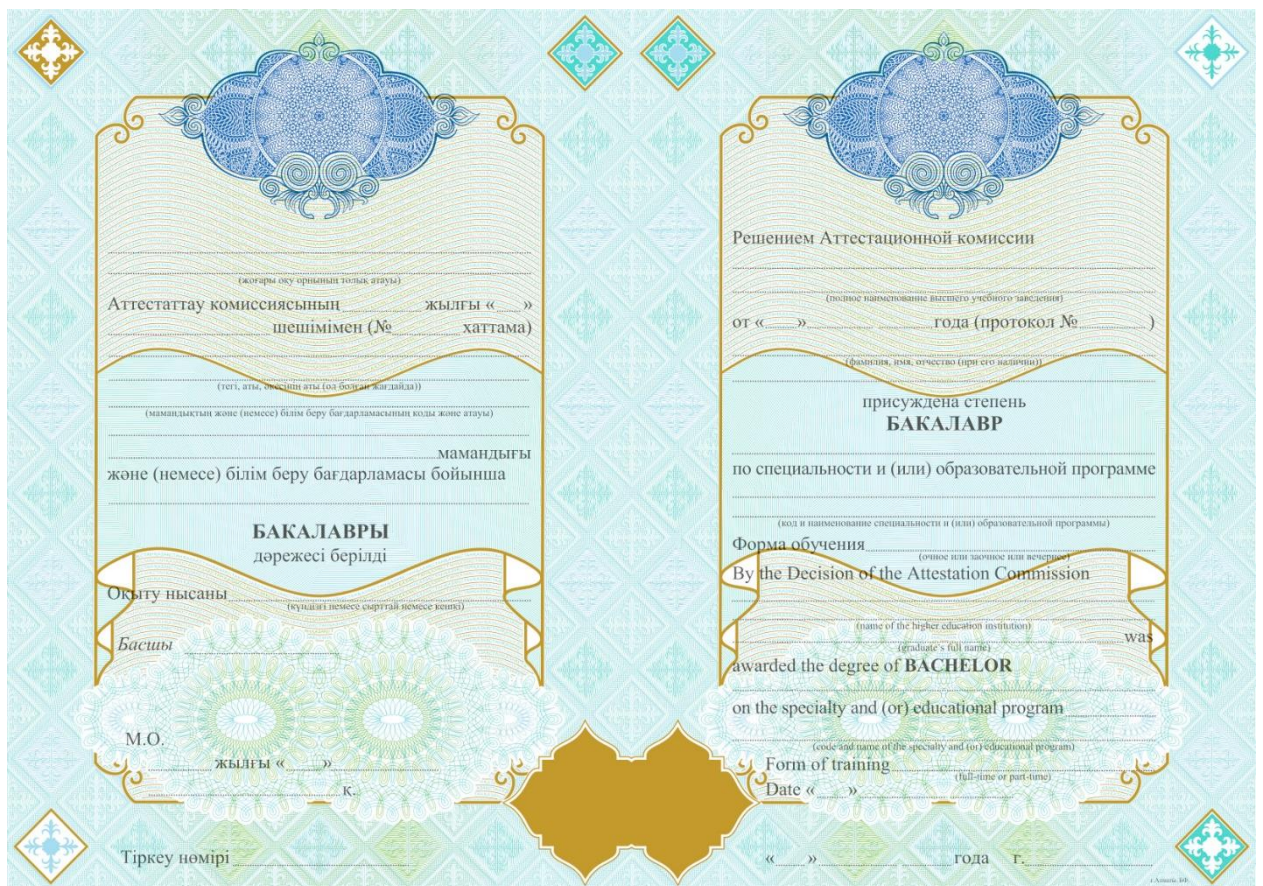 (жоғары оқу орнының толық атауы)
Аттестаттау комиссиясының жылғы « »
шешімімен (№ хаттама)
(тегі, аты, әкесінің аты (ол болған жағдайда))
(мамандықтың және (немесе) білім беру бағдарламасының коды және атауы)
мамандығы
және (немесе) білім беру бағдарламасы бойынша
БАКАЛАВРЫ
дәрежесі берілді
Оқыту нысаны
(күндізгі немесе сырттай немесе кешкі)
Басшы
М.О.
жылғы « »
қ.
Тіркеу нөмірі
Решением Аттестационной комиссии
(полное наименование высшего учебного заведения)
от « » года (протокол № )
(фамилия, имя, отчество (при его наличии))
присуждена степень
БАКАЛАВР
по специальности и (или) образовательной программе
(код и наименование специальности и (или) образовательной программы)
Форма обучения
(очное или заочное или вечернее)
By the Decision of the Attestation Commission
(name of the higher education institution)
was
(graduate's full name)
awarded the degree of BACHELOR
on the specialty and (or) educational program
(code and name of the specialty and (or) educational program)
Form of training
(full-time or part-time)
Date « »
« » года г.